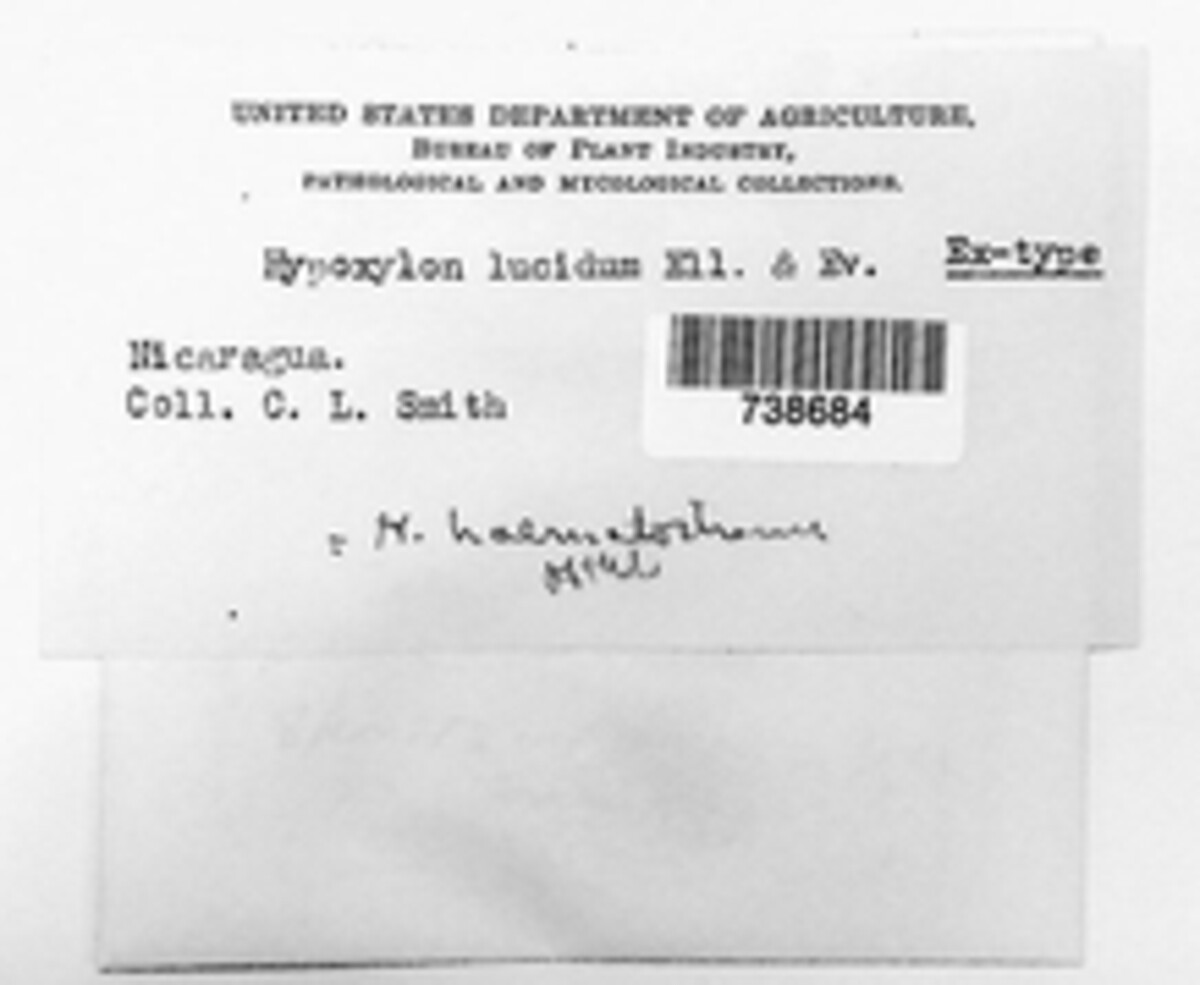 UNITED STATES DEPARTMENT OF AGRICULTURE,
BUREAU OF PLANT INDUSTRY,
PATHOLOGICAL AND MYCOLOGICAL COLLECTIONS.
Hypoxylon lucidum Ell. & Ev. Ex-type
Nicaragua.
Coll. C. L. Smith
738684
= H. haematostroma